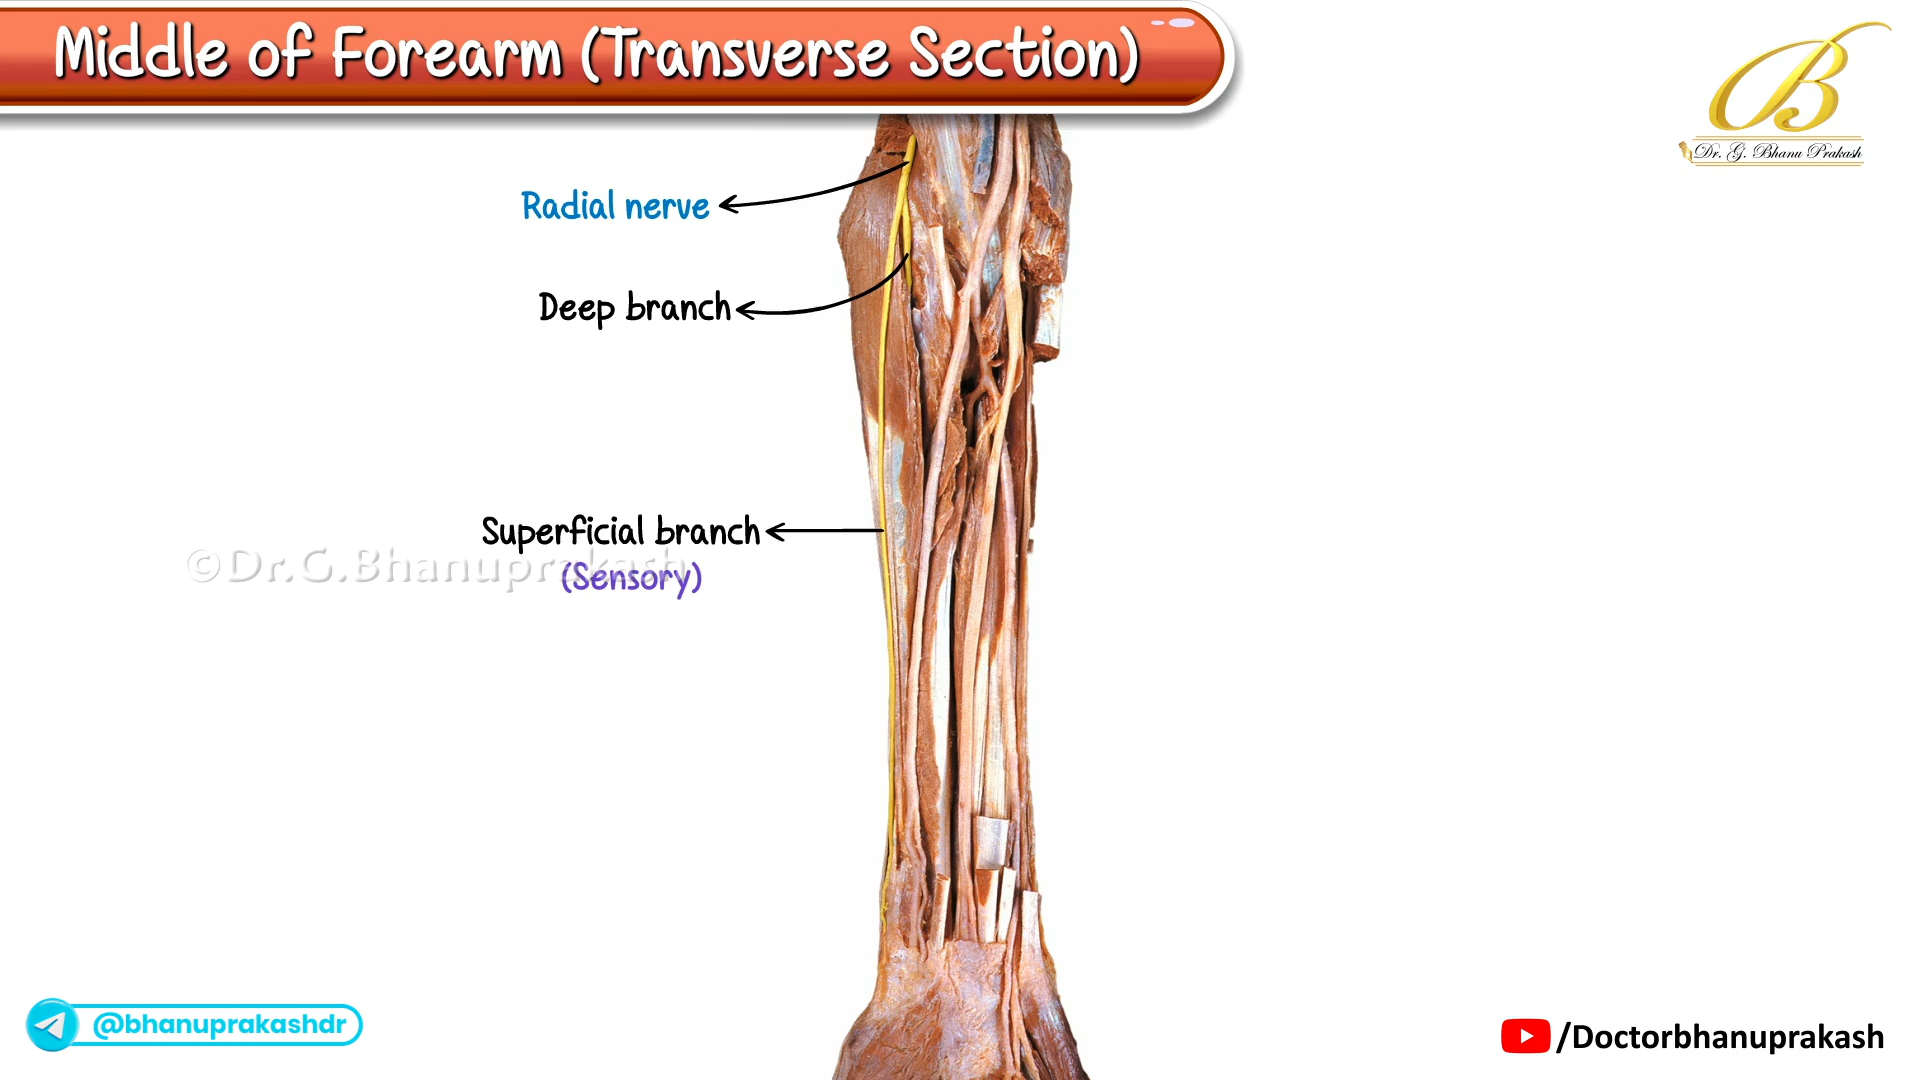 Middle of Forearm (Transverse Section)
B
Dr. G. Bhanu Prakash
Radial nerve
Deep branch
Superficial branch
(Sensory)
©Dr.G.Bhanuprakash
@bhanuprakashdr
/Doctorbhanuprakash